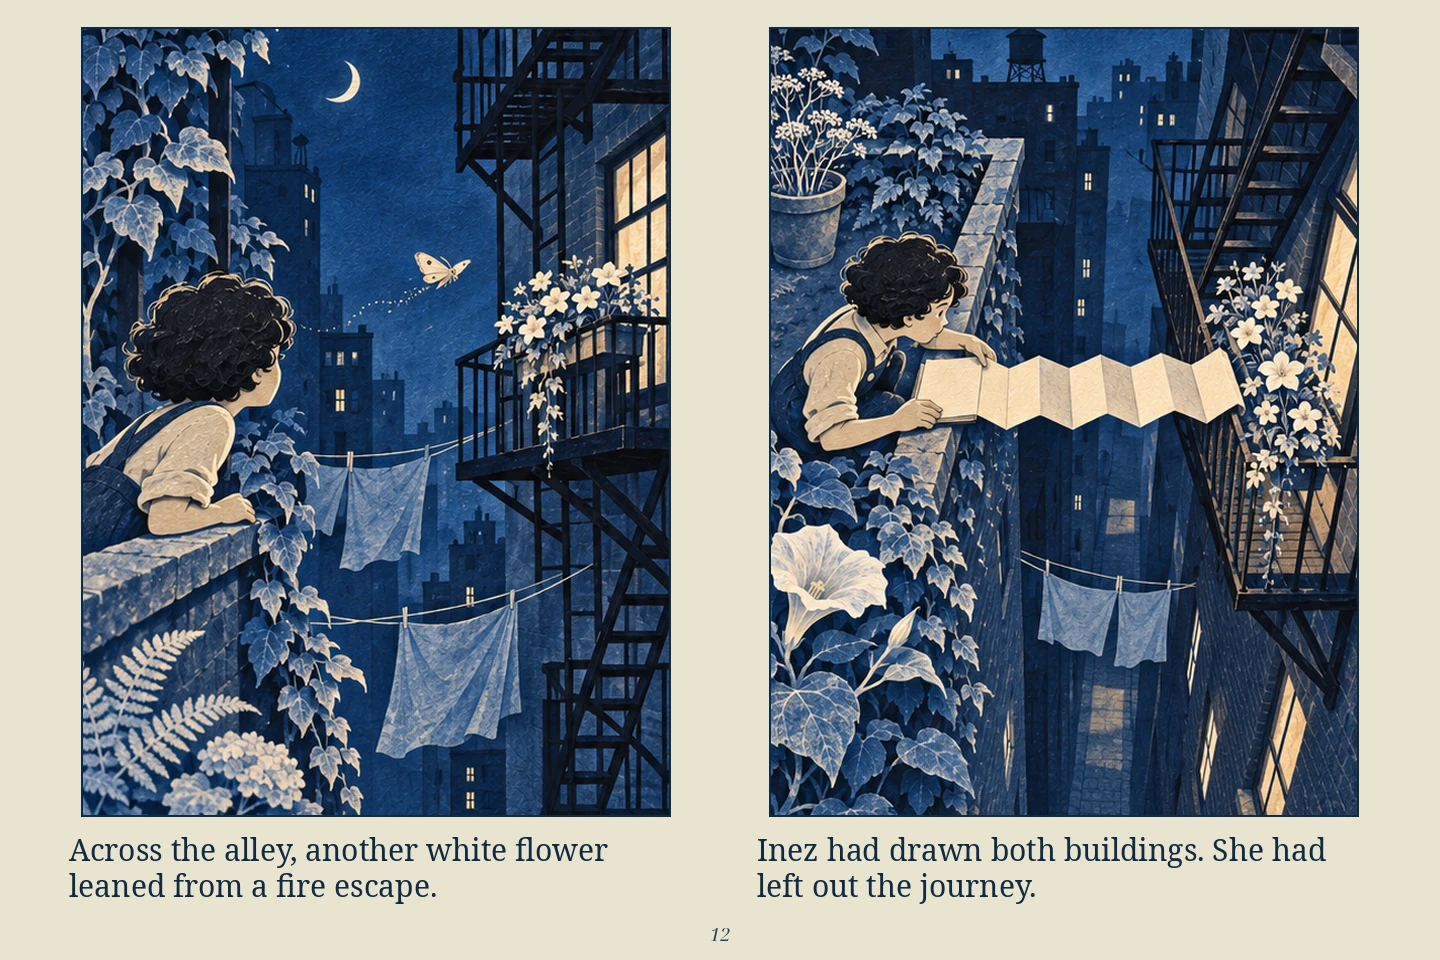 Across the alley, another white flower
leaned from a fire escape.
Inez had drawn both buildings. She had
left out the journey.
12